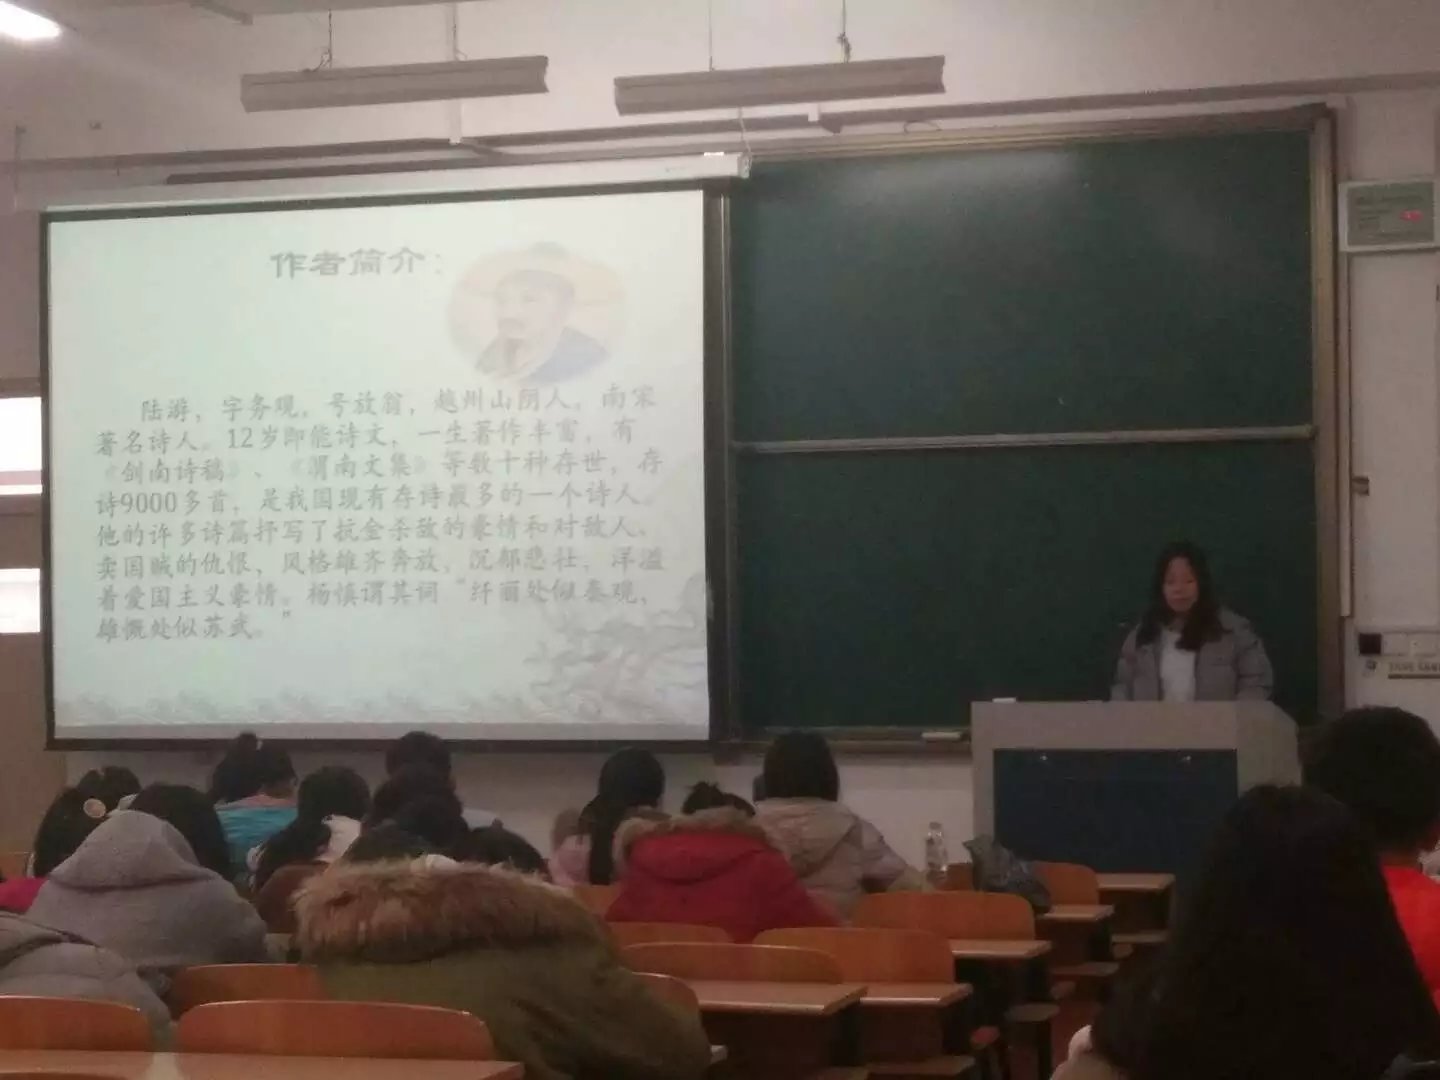 作者简介：
陆游，字务观，号放翁，越州山阴人，南宋
著名诗人。12岁即能诗文，一生著作丰富，有
《剑南诗稿》、《渭南文集》等数十种存世，存
诗9000多首，是我国现有存诗最多的一个诗人。
他的许多诗篇抒写了抗金杀敌的豪情和对敌人、
卖国贼的仇恨，风格雄齐奔放，沉郁悲壮，洋溢
着爱国主义豪情。杨慎谓其词“纤丽处似秦观，
雄慨处似苏武。”